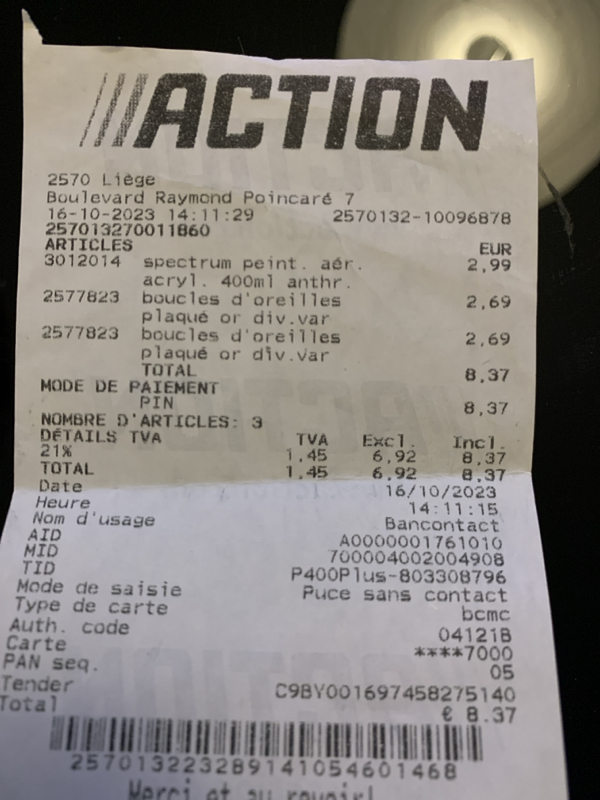 ACTION
2570 Liège
Boulevard Raymond Poincaré 7
16-10-2023 14:11:29 2570132-10096878
257013270011860
ARTICLES EUR
3012014 spectrum peint. aér. 2,99
acryl. 400ml anthr.
2577823 boucles d'oreilles 2,69
plaqué or div.var
2577823 boucles d'oreilles 2,69
plaqué or div.var
TOTAL 8,37
MODE DE PAIEMENT
PIN 8,37
NOMBRE D'ARTICLES: 3
DÉTAILS TVA TVA Excl. Incl.
21% 1,45 6,92 8,37
TOTAL 1,45 6,92 8,37
Date 16/10/2023
Heure 14:11:15
Nom d'usage Bancontact
AID A0000001761010
MID 700004002004908
TID P400Plus-803308796
Mode de saisie Puce sans contact
Type de carte bcmc
Auth. code 04121B
Carte ****7000
PAN seq. 05
Tender C9BY001697458275140
Total € 8.37
2570132232891410546​01468
Merci et au revoir!